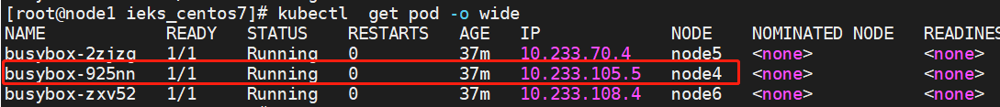 [root@node1 ieks_centos7]# kubectl  get pod -o wide
NAME READY STATUS RESTARTS AGE IP NODE NOMINATED NODE READINES
busybox-2zjzg 1/1 Running 0 37m 10.233.70.4 node5 <none> <none>
busybox-925nn 1/1 Running 0 37m 10.233.105.5 node4 <none> <none>
busybox-zxv52 1/1 Running 0 37m 10.233.108.4 node6 <none> <none>